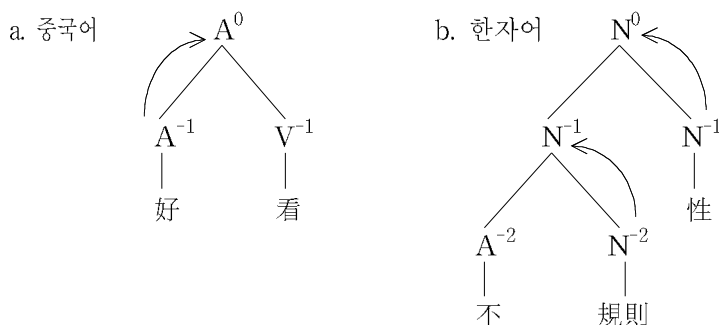 a. 중국어 A⁰ b. 한자어 N⁰
A⁻¹ V⁻¹ N⁻¹ N⁻¹
好 看 性
A⁻² N⁻²
不 規則